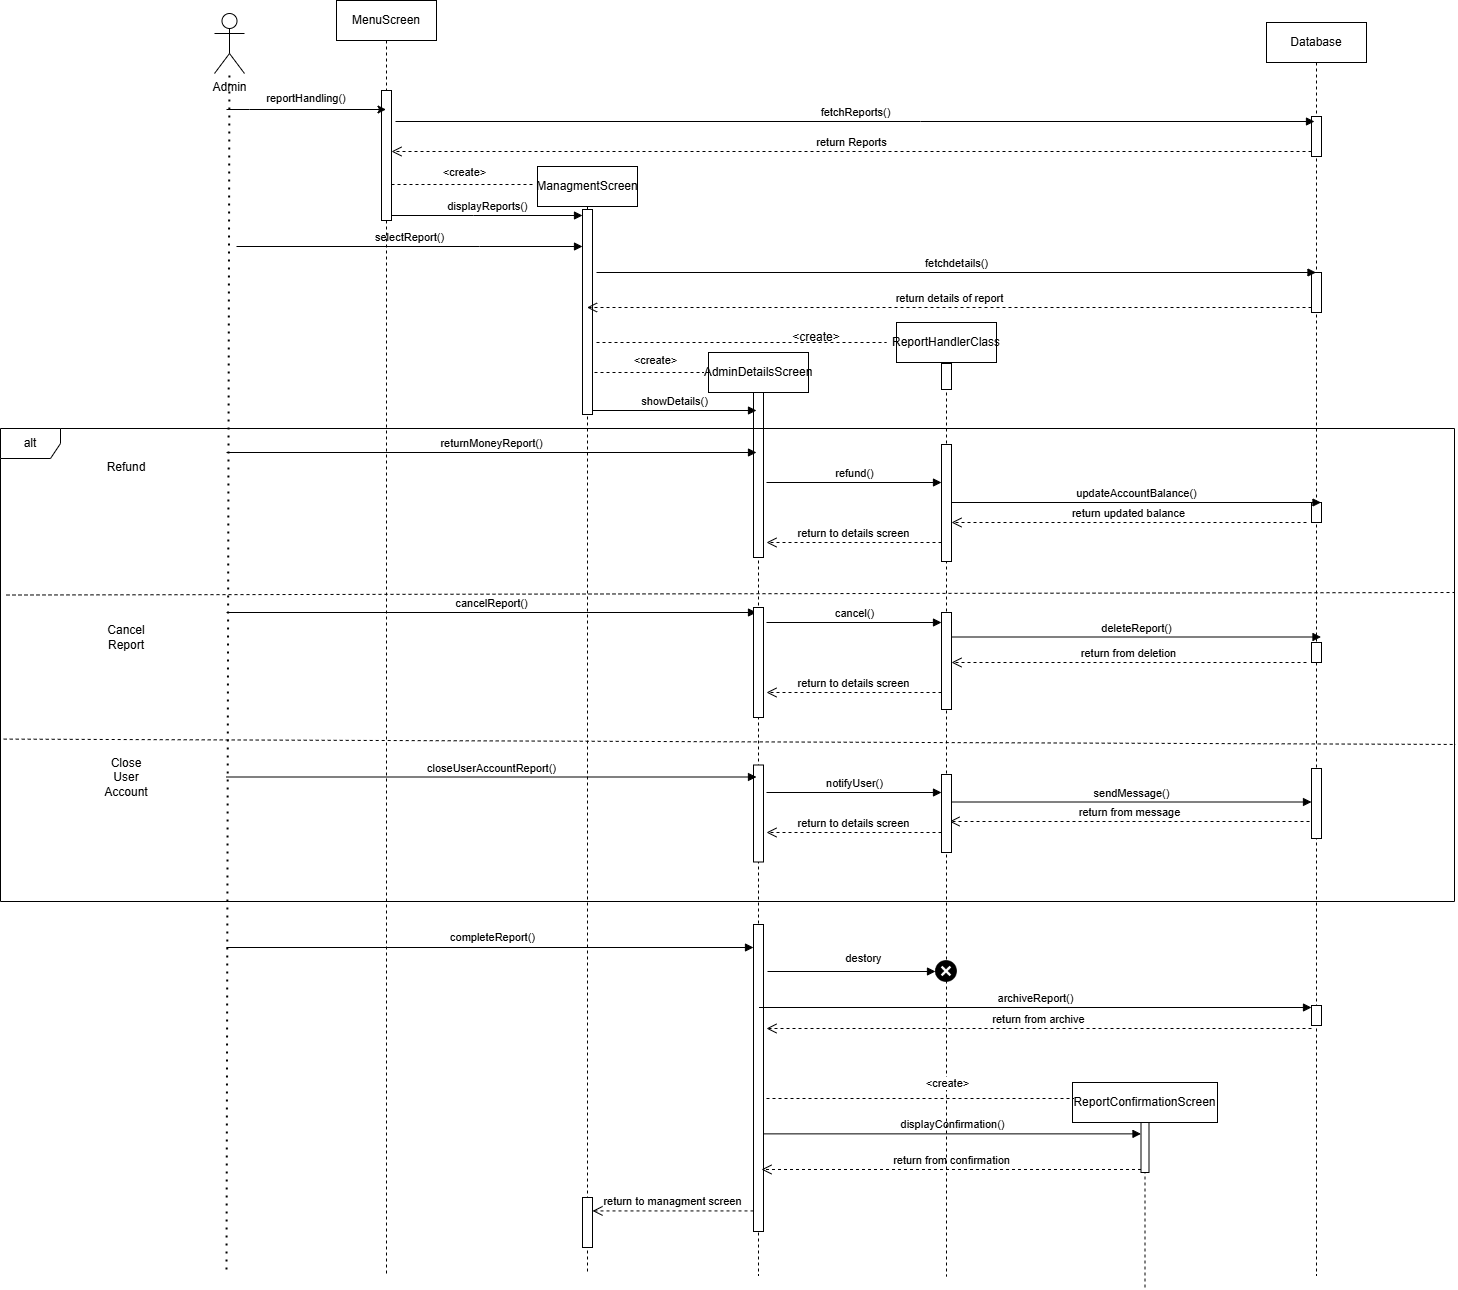 MenuScreen
Database
Admin
reportHandling()
fetchReports()
return Reports
<create>
ManagmentScreen
displayReports()
selectReport()
fetchdetails()
return details of report
<create>
ReportHandlerClass
<create>
AdminDetailsScreen
showDetails()
alt
returnMoneyReport()
Refund
refund()
updateAccountBalance()
return updated balance
return to details screen
cancelReport()
cancel()
Cancel
Report
deleteReport()
return from deletion
return to details screen
Close
User
Account
closeUserAccountReport()
notifyUser()
sendMessage()
return from message
return to details screen
completeReport()
destory
archiveReport()
return from archive
<create>
ReportConfirmationScreen
displayConfirmation()
return from confirmation
return to managment screen